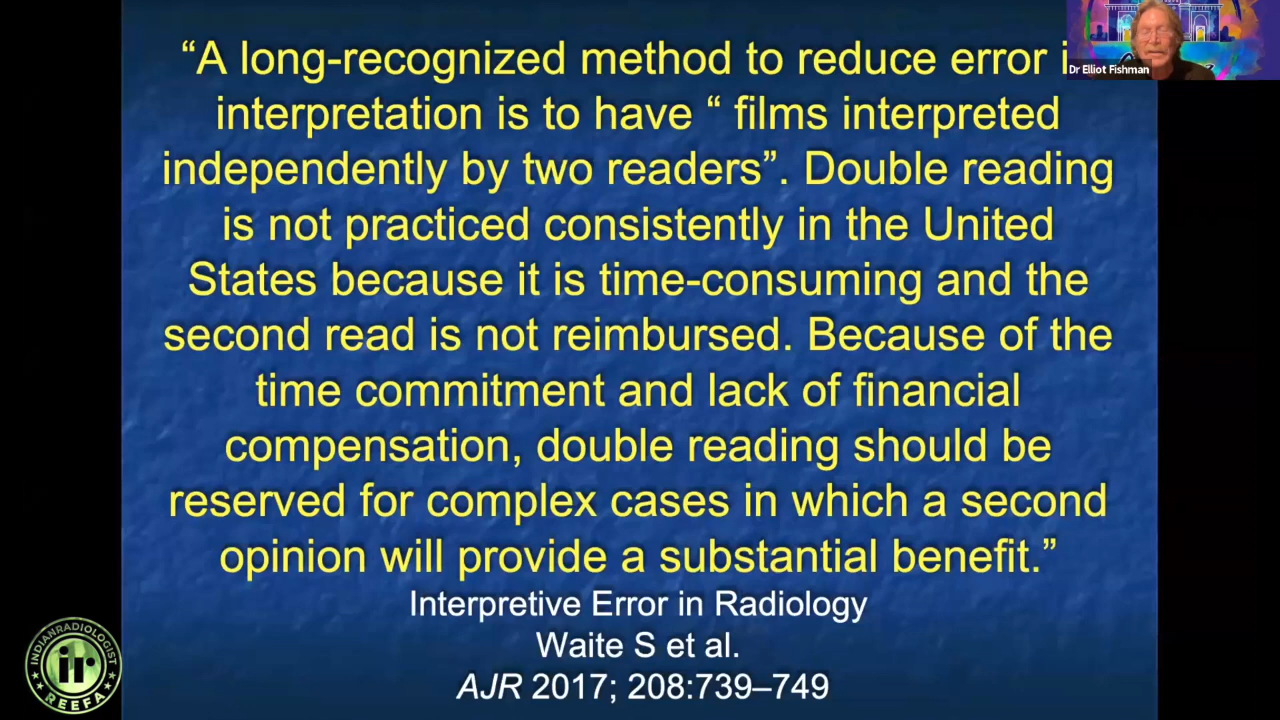 “A long-recognized method to reduce error i
interpretation is to have “ films interpreted
independently by two readers”. Double reading
is not practiced consistently in the United
States because it is time-consuming and the
second read is not reimbursed. Because of the
time commitment and lack of financial
compensation, double reading should be
reserved for complex cases in which a second
opinion will provide a substantial benefit.”
Interpretive Error in Radiology
Waite S et al.
AJR 2017; 208:739–749
Dr Elliot Fishman
INDIANRADIOLOGIST
ir
REEFA